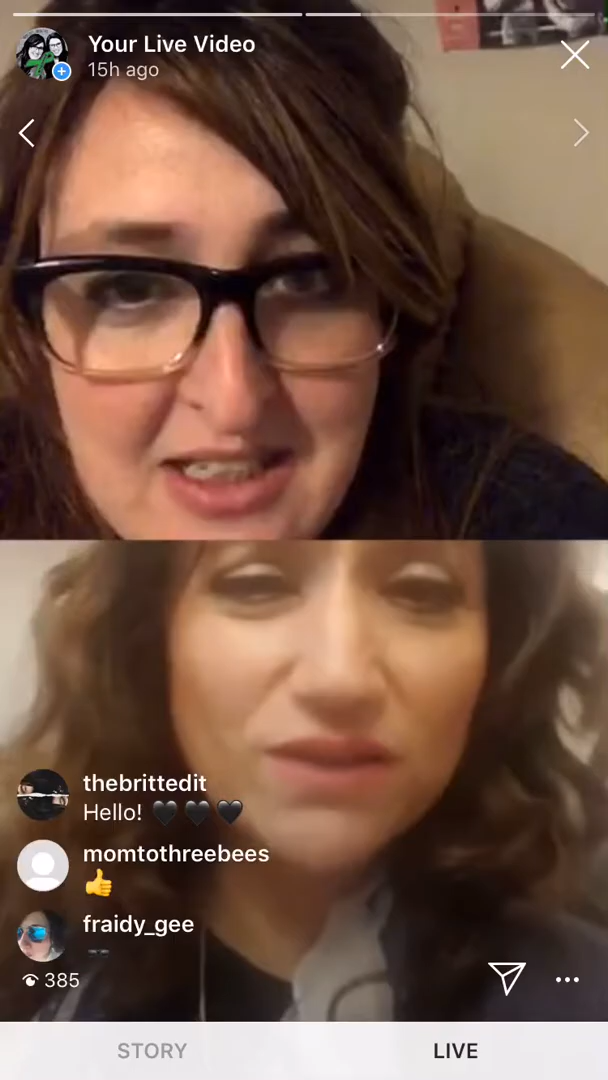 Your Live Video
15h ago
thebrittedit
Hello! 🖤🖤🖤
momtothreebees
👍
fraidy_gee
385
STORY
LIVE